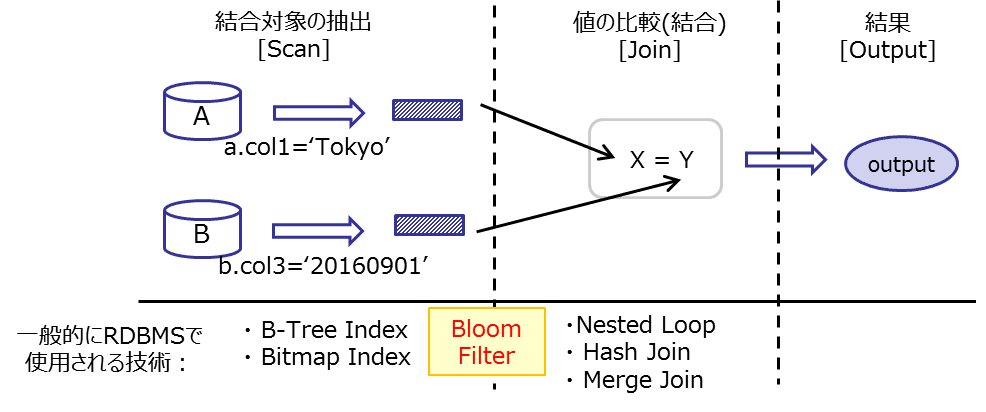 結合対象の抽出
[Scan]
値の比較(結合)
[Join]
結果
[Output]
A
a.col1=‘Tokyo’
X = Y
output
B
b.col3=‘20160901’
一般的にRDBMSで
使用される技術：
・B-Tree Index
・Bitmap Index
Bloom
Filter
・Nested Loop
・Hash Join
・Merge Join